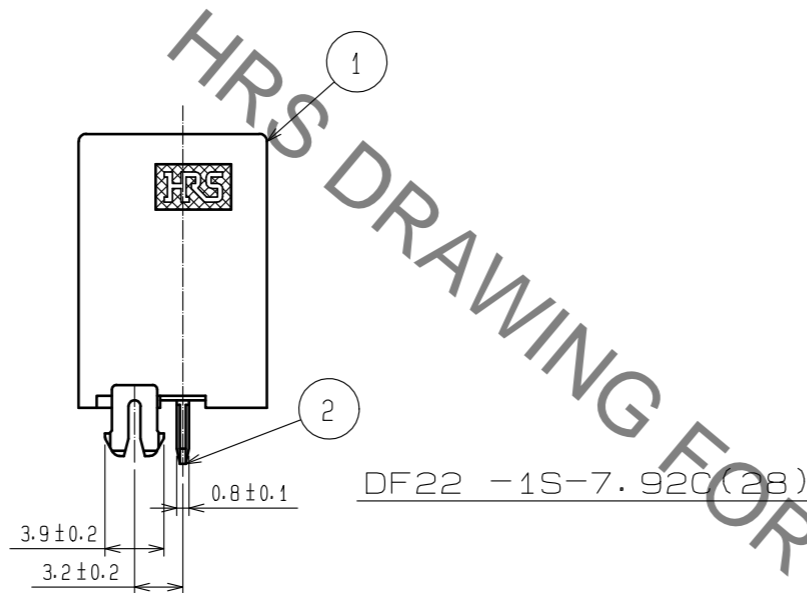 HRS DRAWING FOR
1
HRS
2
0.8±0.1
DF22 -1S-7.92C(28)
3.9±0.2
3.2±0.2